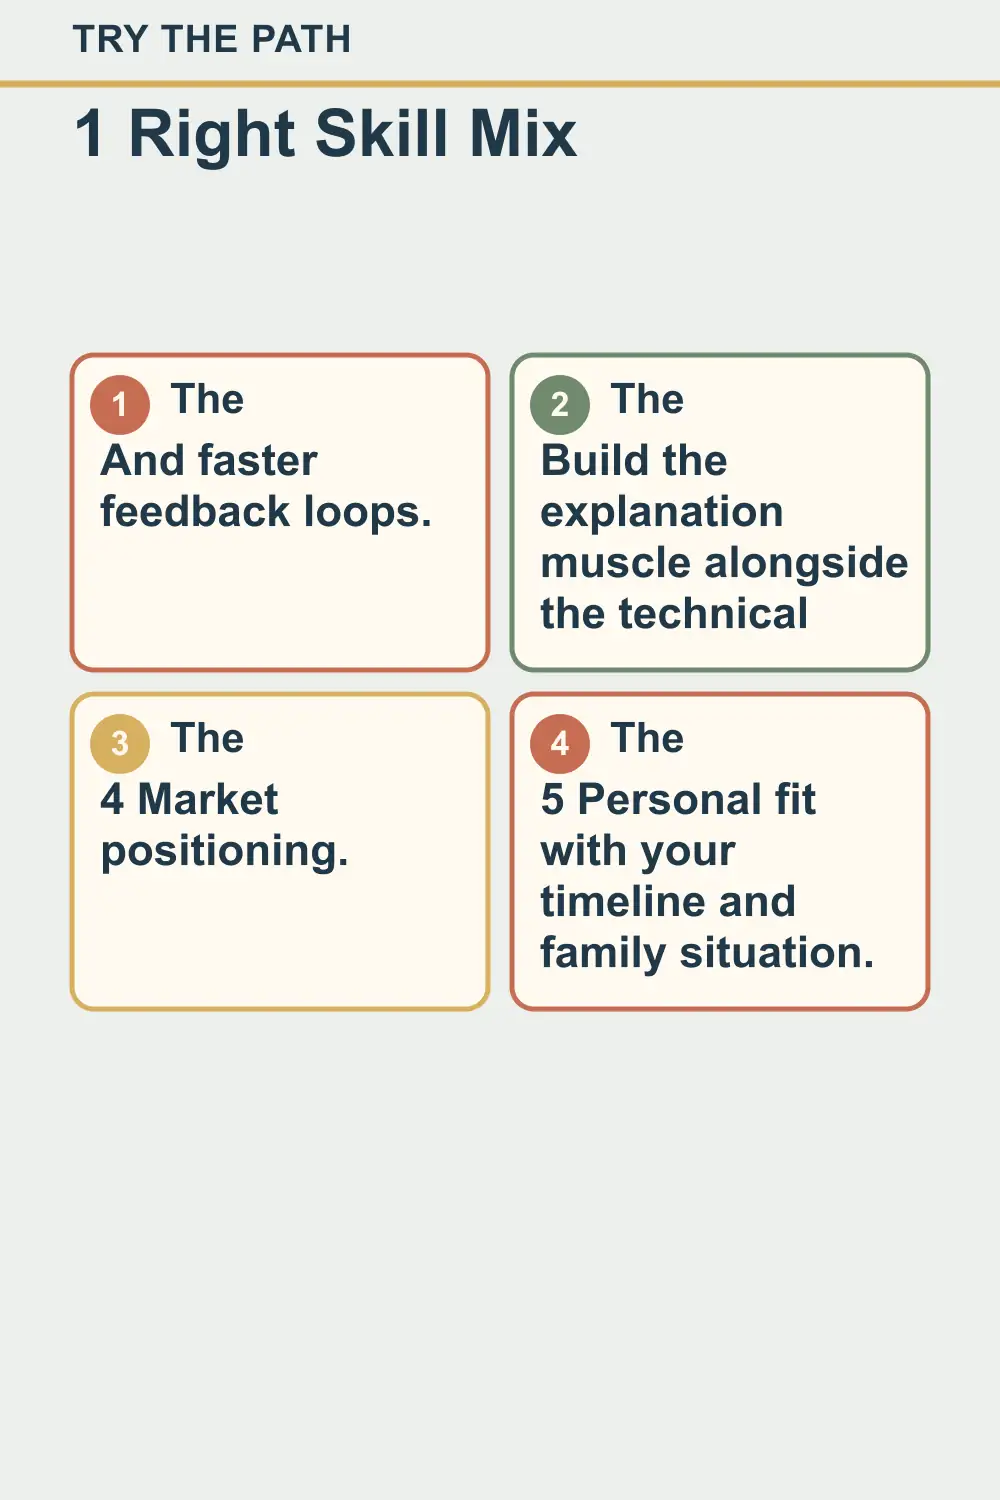 TRY THE PATH
1 Right Skill Mix
1 The
And faster
feedback loops.
2 The
Build the
explanation
muscle alongside
the technical
3 The
4 Market
positioning.
4 The
5 Personal fit
with your
timeline and
family situation.